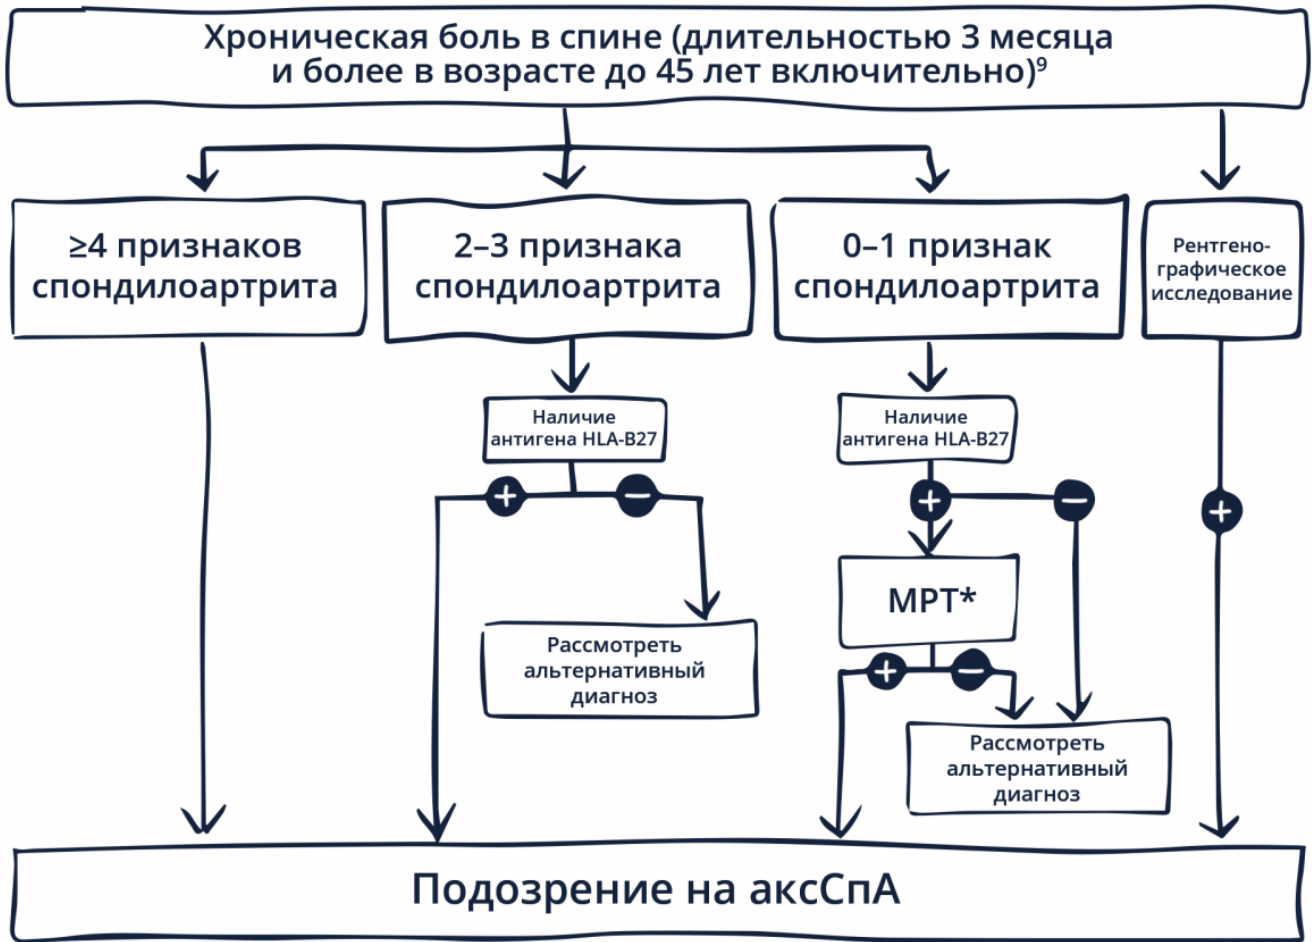 Хроническая боль в спине (длительностью 3 месяца
и более в возрасте до 45 лет включительно)⁹
≥4 признаков
спондилоартрита
2–3 признака
спондилоартрита
0–1 признак
спондилоартрита
Рентгено-
графическое
исследование
Наличие
антигена HLA-B27
Наличие
антигена HLA-B27
+
−
+
−
+
МРТ*
Рассмотреть
альтернативный
диагноз
+
−
Рассмотреть
альтернативный
диагноз
Подозрение на аксСпА